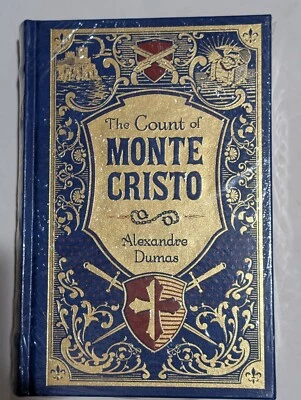 The Count of
MONTE
CRISTO
Alexandre
Dumas